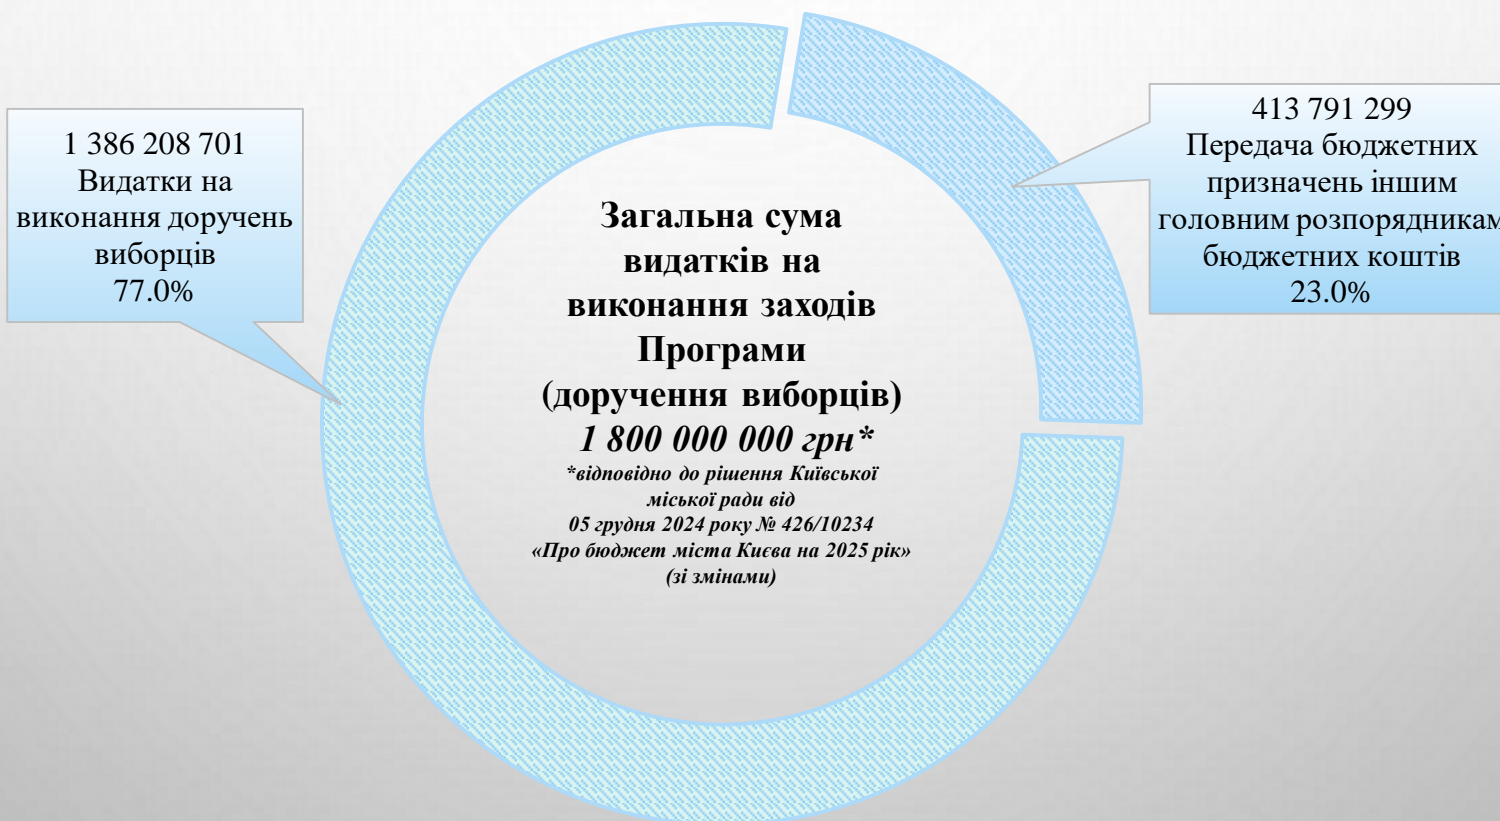 1 386 208 701
Видатки на
виконання доручень
виборців
77.0%
Загальна сума
видатків на
виконання заходів
Програми
(доручення виборців)
1 800 000 000 грн*
*відповідно до рішення Київської
міської ради від
05 грудня 2024 року № 426/10234
«Про бюджет міста Києва на 2025 рік»
(зі змінами)
413 791 299
Передача бюджетних
призначень іншим
головним розпорядникам
бюджетних коштів
23.0%